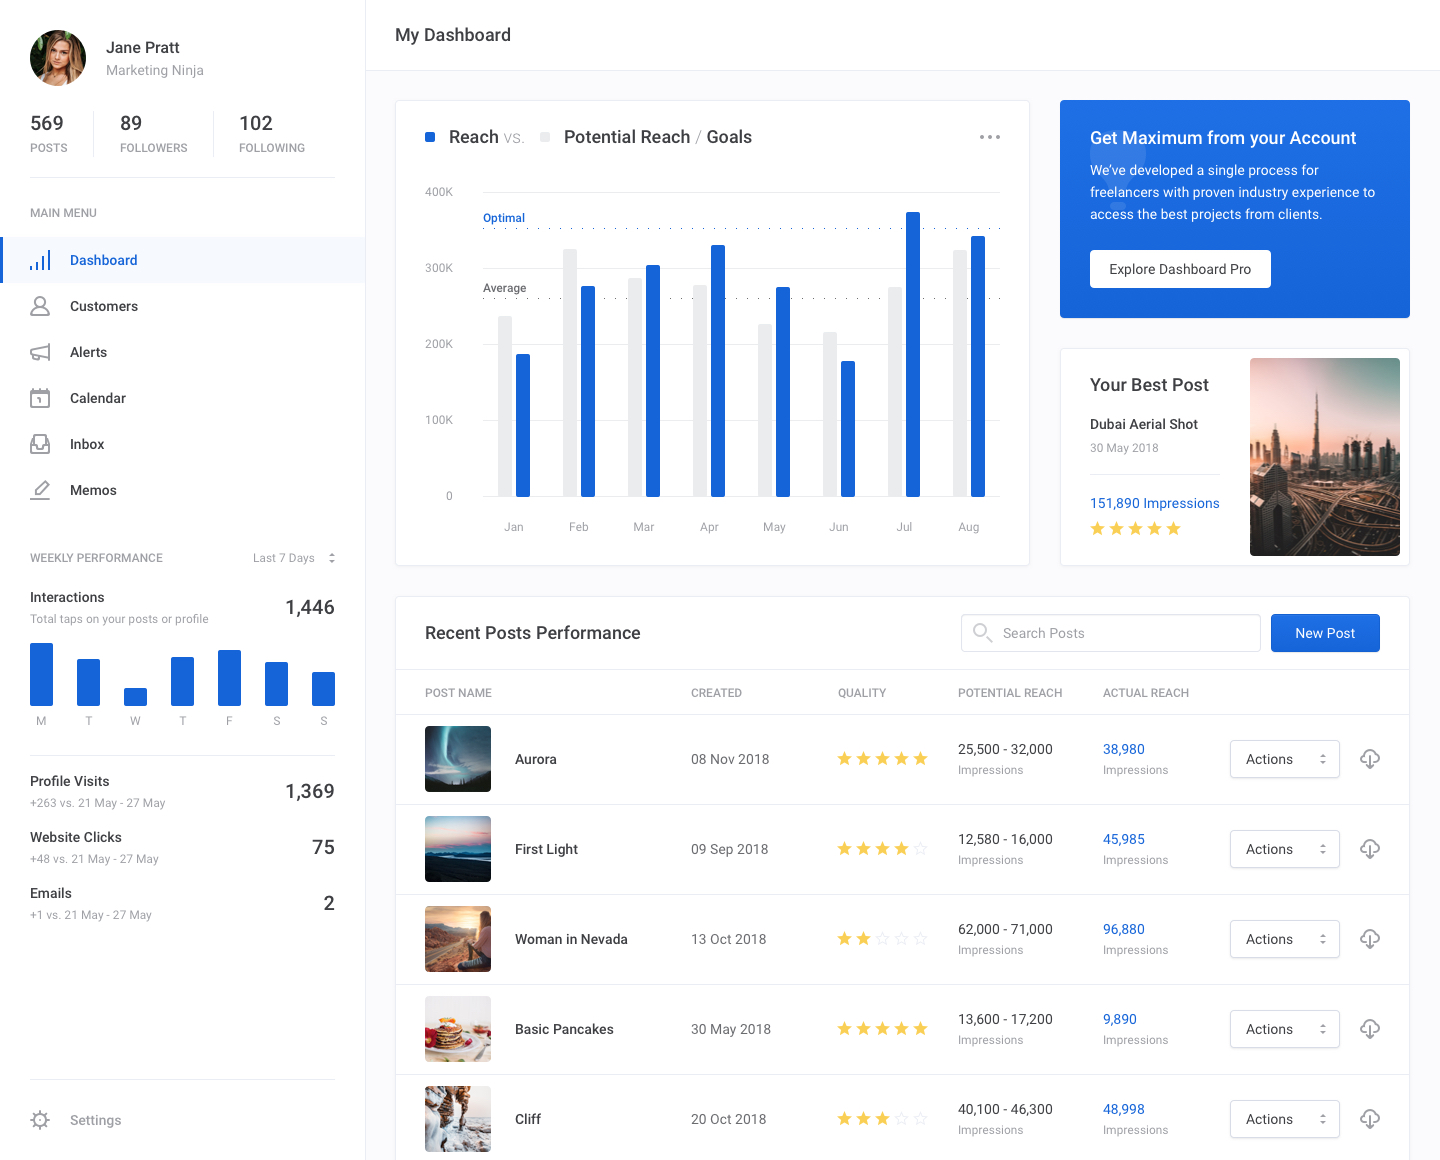 Jane Pratt
Marketing Ninja
569
POSTS
89
FOLLOWERS
102
FOLLOWING
MAIN MENU
Dashboard
Customers
Alerts
Calendar
Inbox
Memos
WEEKLY PERFORMANCE
Last 7 Days
Interactions
Total taps on your posts or profile
1,446
M T W T F S S
Profile Visits
+263 vs. 21 May - 27 May
1,369
Website Clicks
+48 vs. 21 May - 27 May
75
Emails
+1 vs. 21 May - 27 May
2
Settings
My Dashboard
Reach vs. Potential Reach / Goals
400K
Optimal
300K
Average
200K
100K
0
Jan Feb Mar Apr May Jun Jul Aug
Get Maximum from your Account
We've developed a single process for
freelancers with proven industry experience to
access the best projects from clients.
Explore Dashboard Pro
Your Best Post
Dubai Aerial Shot
30 May 2018
151,890 Impressions
Recent Posts Performance
Search Posts
New Post
POST NAME CREATED QUALITY POTENTIAL REACH ACTUAL REACH
Aurora 08 Nov 2018 25,500 - 32,000 38,980 Actions
Impressions Impressions
First Light 09 Sep 2018 12,580 - 16,000 45,985 Actions
Impressions Impressions
Woman in Nevada 13 Oct 2018 62,000 - 71,000 96,880 Actions
Impressions Impressions
Basic Pancakes 30 May 2018 13,600 - 17,200 9,890 Actions
Impressions Impressions
Cliff 20 Oct 2018 40,100 - 46,300 48,998 Actions
Impressions Impressions